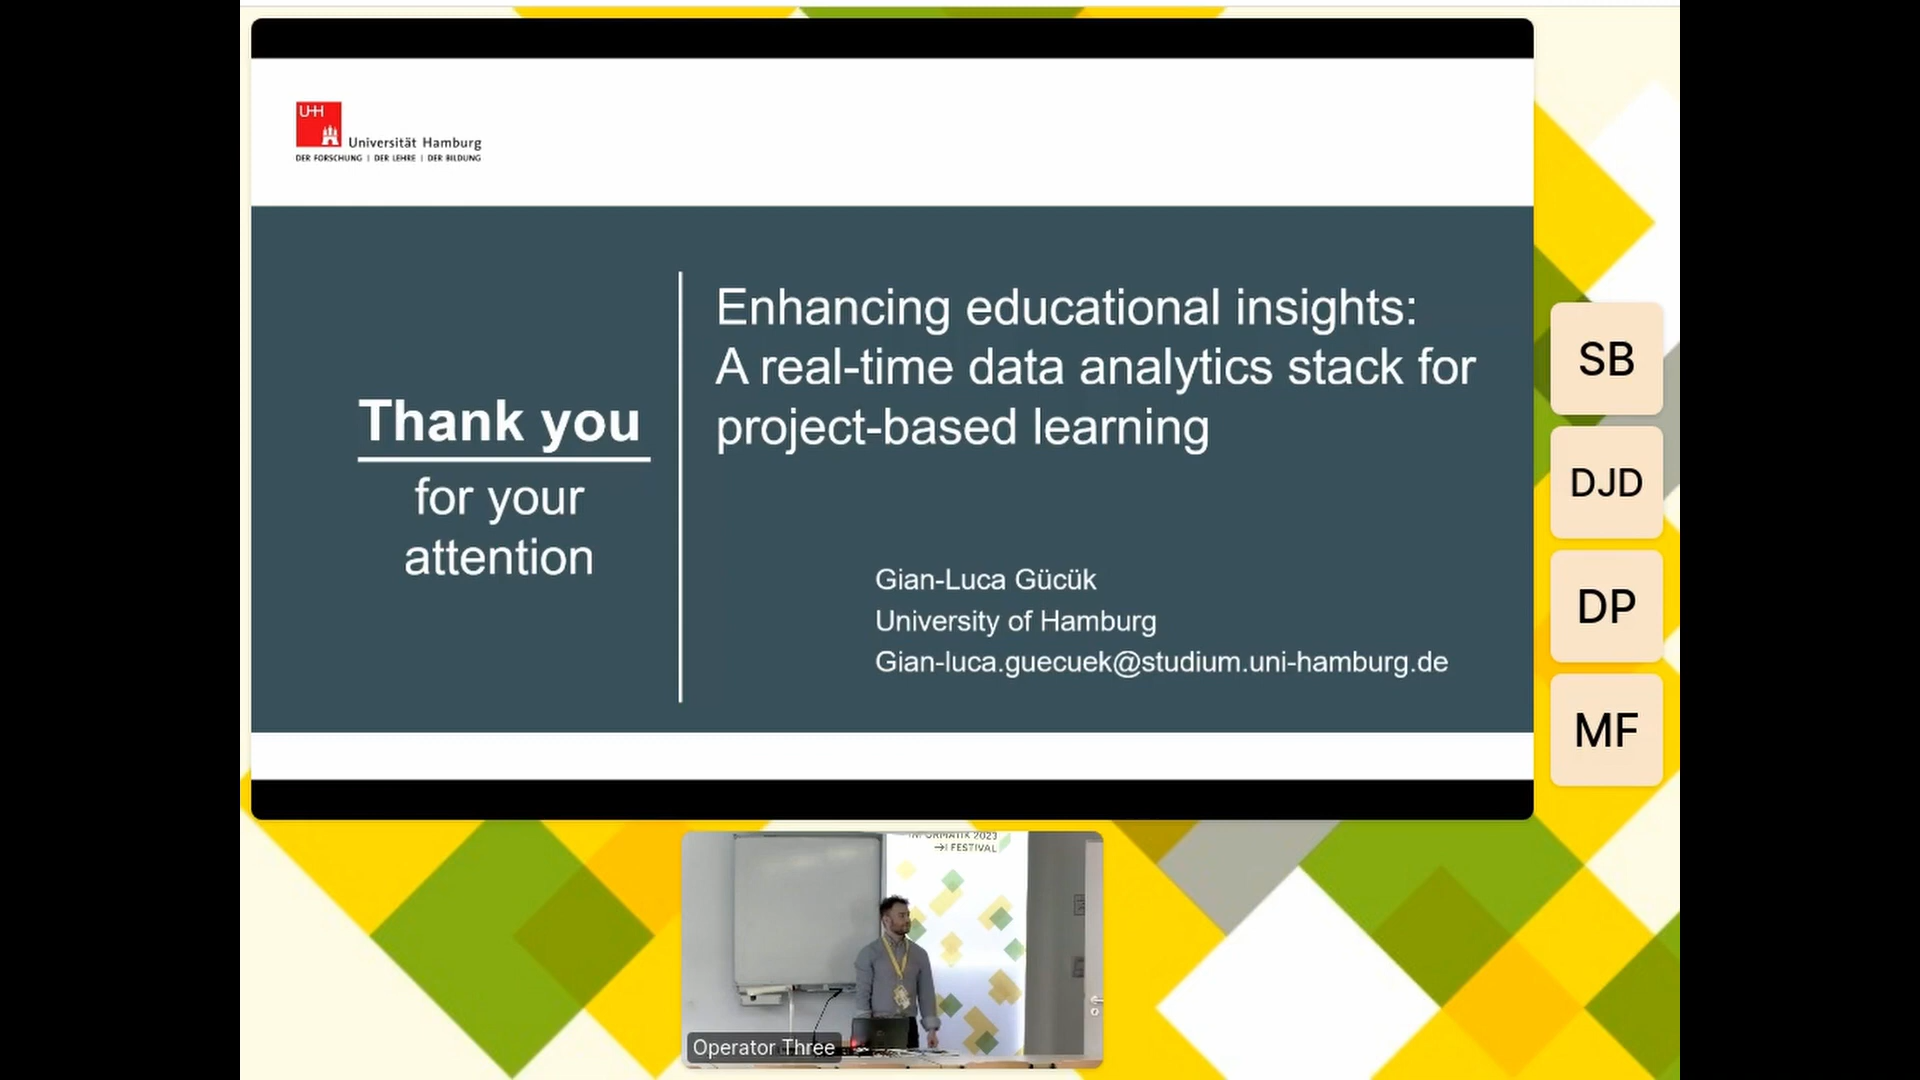 UHH
Universität Hamburg
DER FORSCHUNG | DER LEHRE | DER BILDUNG
Thank you
for your
attention
Enhancing educational insights:
A real-time data analytics stack for
project-based learning
Gian-Luca Gücük
University of Hamburg
Gian-luca.guecuek@studium.uni-hamburg.de
SB
DJD
DP
MF
INFORMATIK 2023
→I FESTIVAL
Operator Three